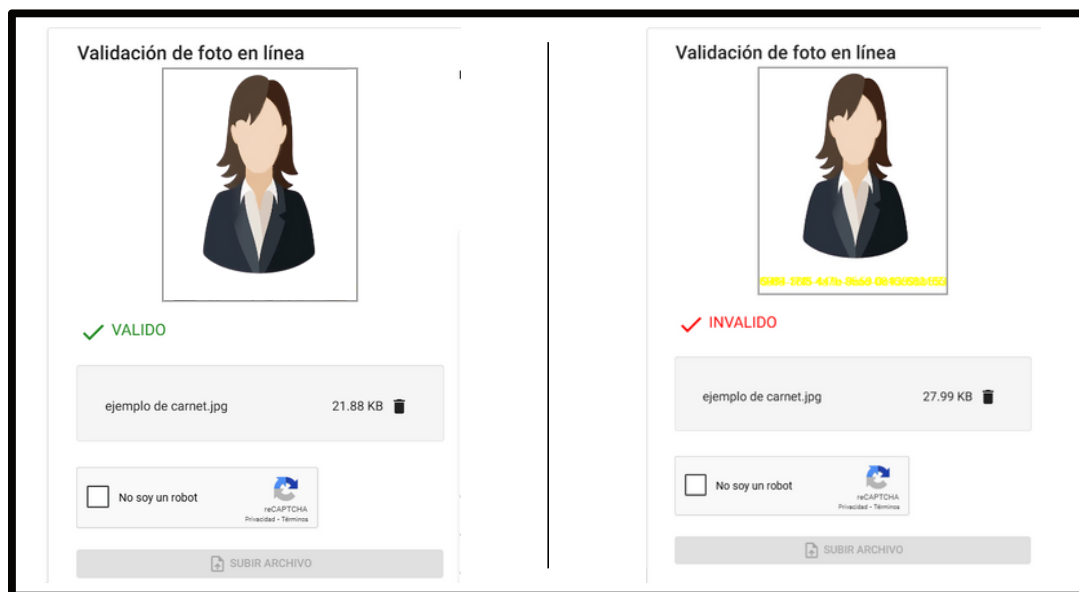 Validación de foto en línea
VALIDO
ejemplo de carnet.jpg 21.88 KB
No soy un robot
reCAPTCHA
Privacidad - Términos
SUBIR ARCHIVO
Validación de foto en línea
INVALIDO
ejemplo de carnet.jpg 27.99 KB
No soy un robot
reCAPTCHA
Privacidad - Términos
SUBIR ARCHIVO